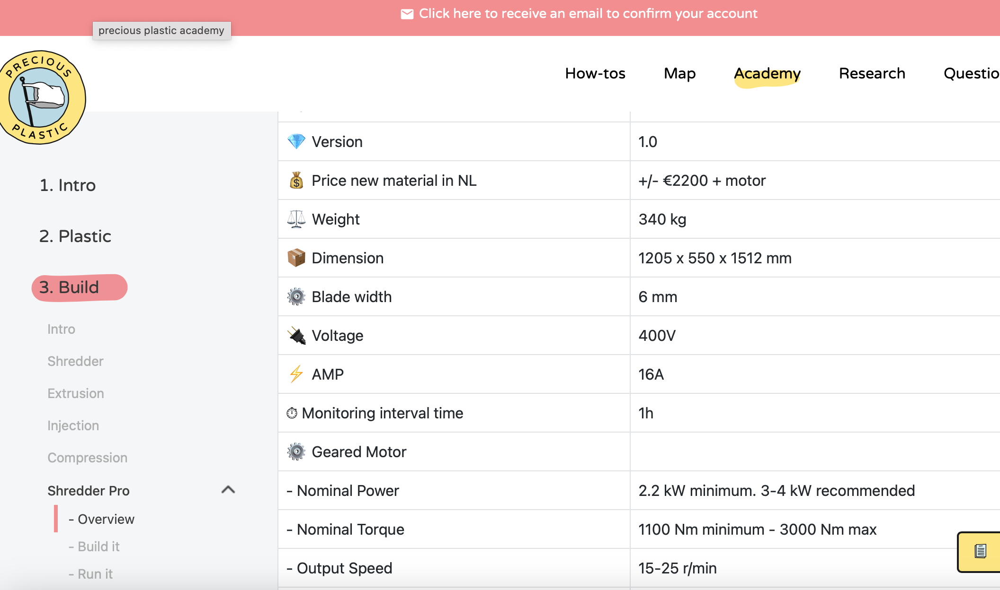 Click here to receive an email to confirm your account
precious plastic academy
PRECIOUS
PLASTIC
How-tos
Map
Academy
Research
Questio
1. Intro
2. Plastic
3. Build
Intro
Shredder
Extrusion
Injection
Compression
Shredder Pro
- Overview
- Build it
- Run it
Version 1.0
Price new material in NL +/- €2200 + motor
Weight 340 kg
Dimension 1205 x 550 x 1512 mm
Blade width 6 mm
Voltage 400V
AMP 16A
Monitoring interval time 1h
Geared Motor
- Nominal Power 2.2 kW minimum. 3-4 kW recommended
- Nominal Torque 1100 Nm minimum - 3000 Nm max
- Output Speed 15-25 r/min